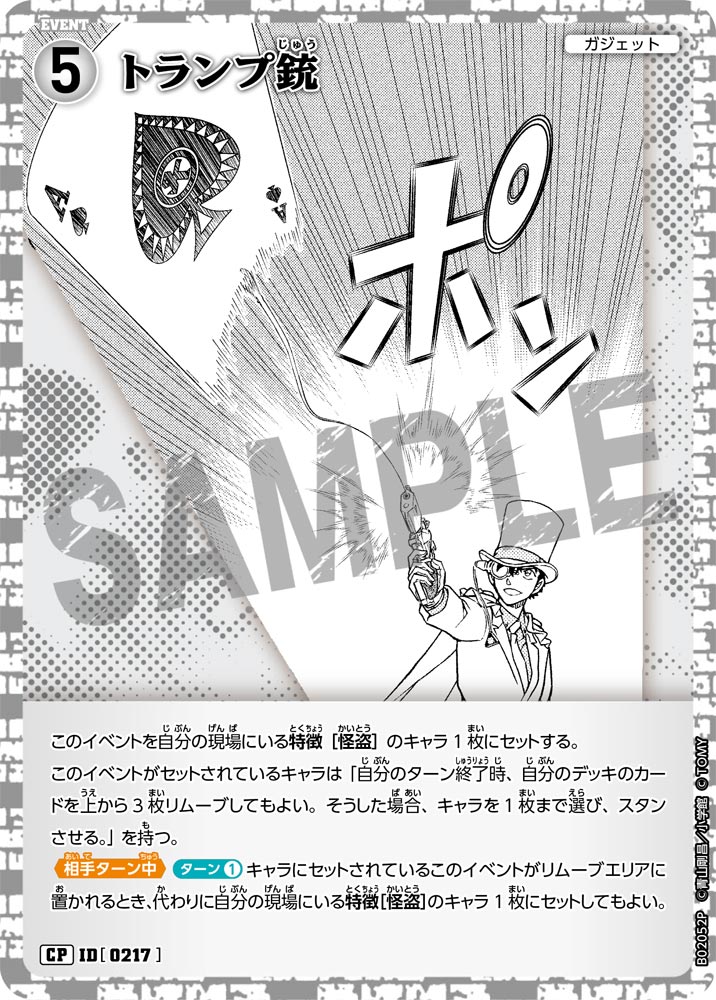 EVENT
5
トランプ銃
じゅう
ガジェット
A
A
ポン
SAMPLE
このイベントを自分の現場にいる特徴［怪盗］のキャラ1枚にセットする。
このイベントがセットされているキャラは「自分のターン終了時、自分のデッキのカー
ドを上から3枚リムーブしてもよい。そうした場合、キャラを1枚まで選び、スタン
させる。」を持つ。
相手ターン中 ターン1 キャラにセットされているこのイベントがリムーブエリアに
置かれるとき、代わりに自分の現場にいる特徴[怪盗]のキャラ1枚にセットしてもよい。
CP ID[ 0217 ]
B02052P ©青山剛昌／小学館 ©TOMY